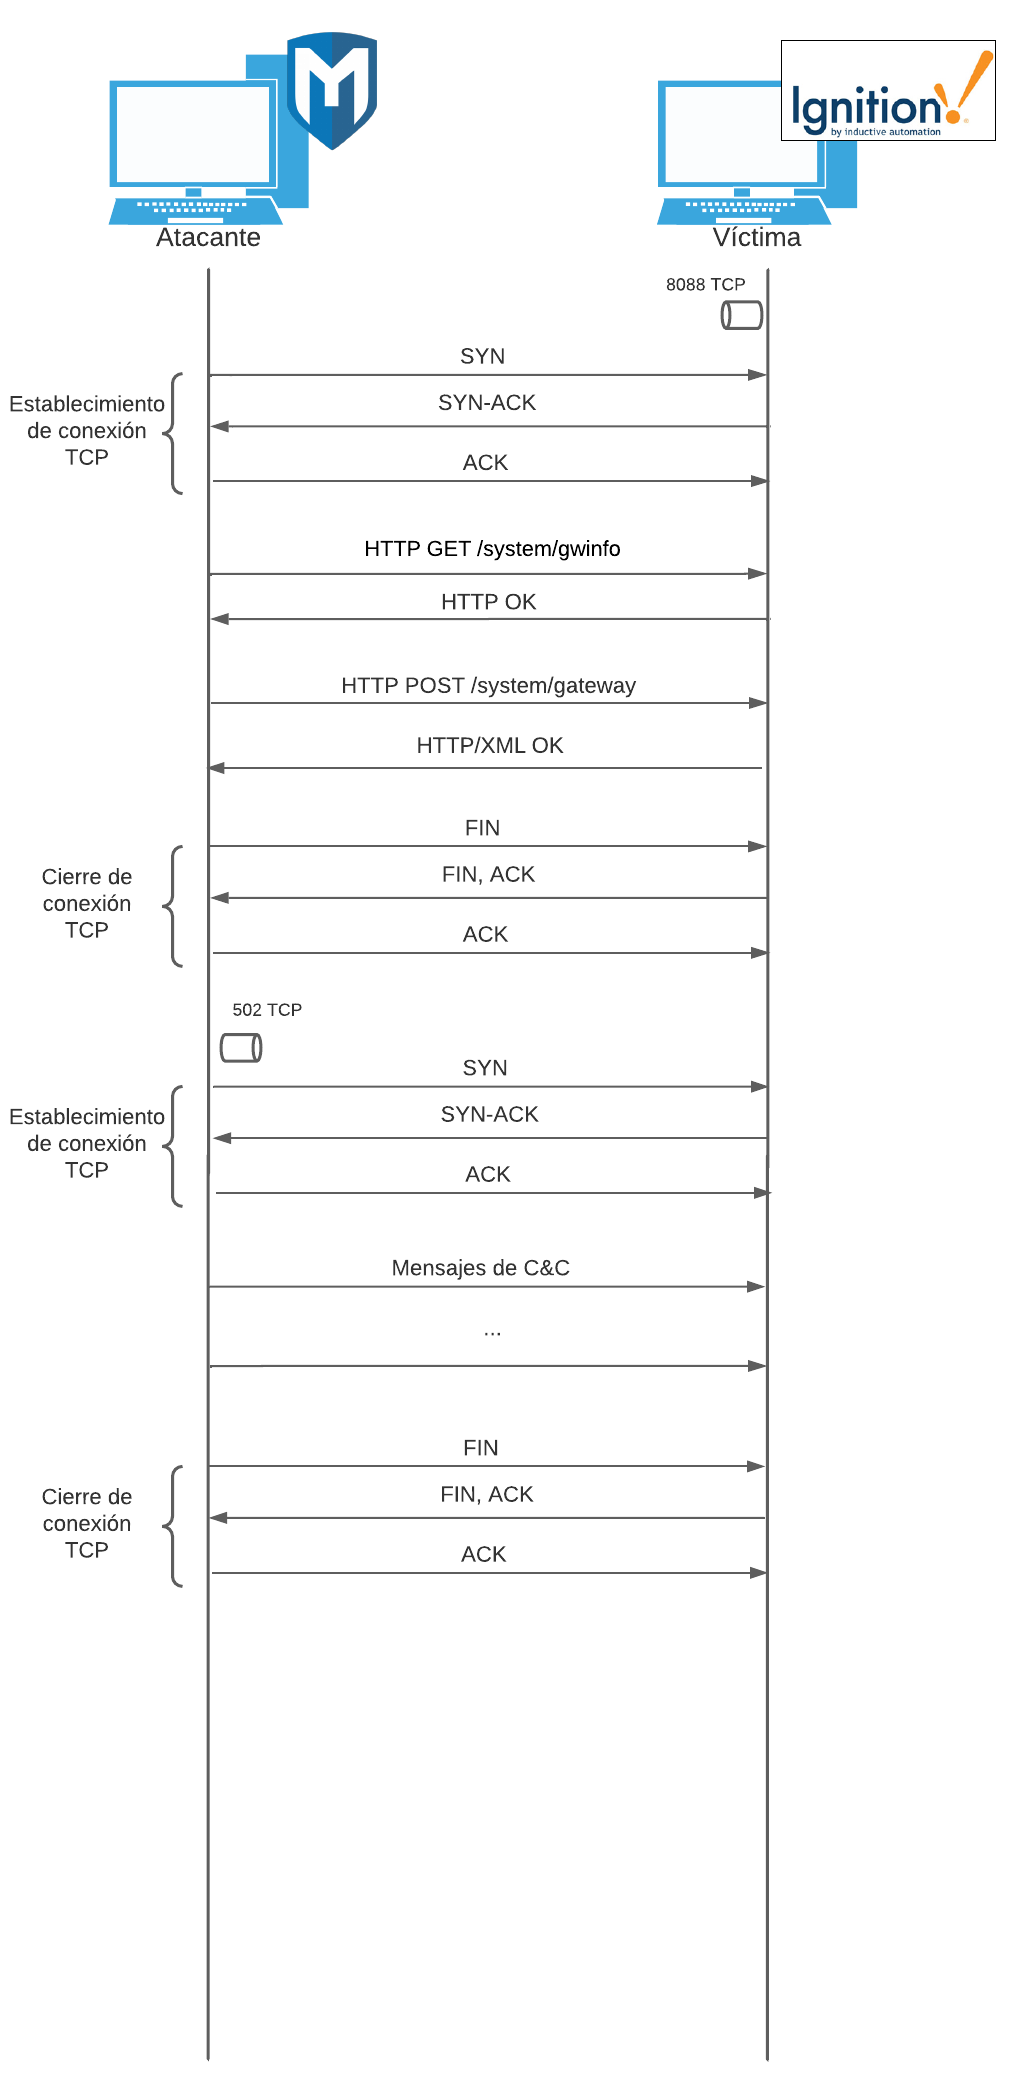 Ignition!
by inductive automation
Atacante
Víctima
8088 TCP
SYN
Establecimiento
de conexión
TCP
SYN-ACK
ACK
HTTP GET /system/gwinfo
HTTP OK
HTTP POST /system/gateway
HTTP/XML OK
FIN
Cierre de
conexión
TCP
FIN, ACK
ACK
502 TCP
SYN
Establecimiento
de conexión
TCP
SYN-ACK
ACK
Mensajes de C&C
...
FIN
Cierre de
conexión
TCP
FIN, ACK
ACK